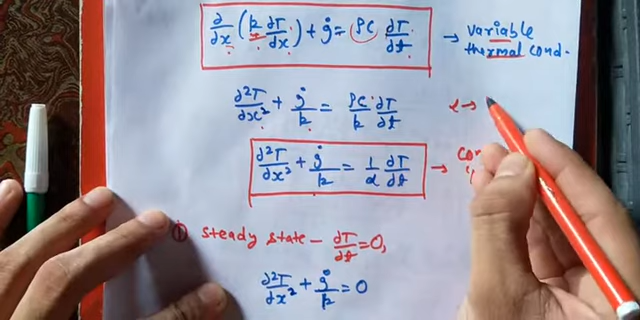 ∂/∂x (k ∂T/∂x) + ġ = ρC ∂T/∂t → variable
thermal cond.
∂²T/∂x² + ġ/k = ρC/k ∂T/∂t α →
∂²T/∂x² + ġ/k = 1/α ∂T/∂t →
① steady state - ∂T/∂t = 0,
∂²T/∂x² + ġ/k = 0